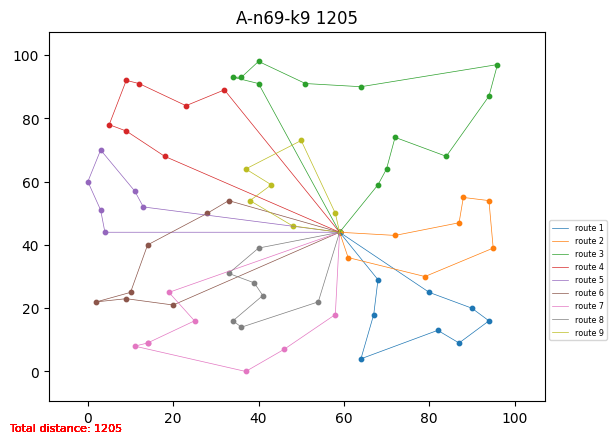 A-n69-k9 1205
100
80
60
40
20
0
0 20 40 60 80 100
route 1
route 2
route 3
route 4
route 5
route 6
route 7
route 8
route 9
Total distance: 1205